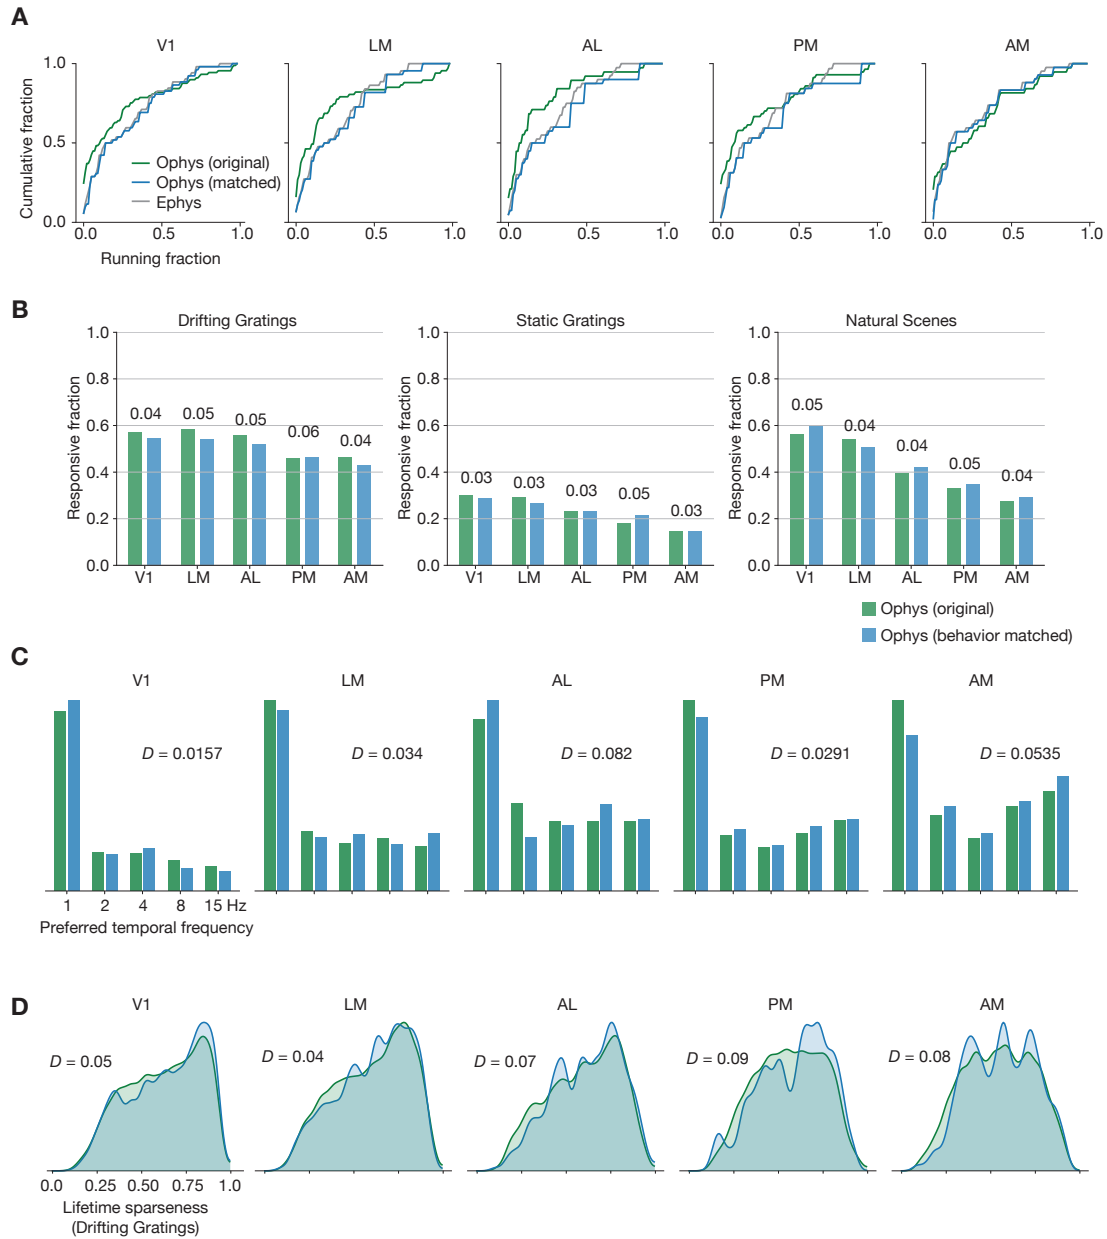 A
V1
LM
AL
PM
AM
Cumulative fraction
1.0
0.5
0.0
Ophys (original)
Ophys (matched)
Ephys
0.0 0.5 1.0
0.0 0.5 1.0
0.0 0.5 1.0
0.0 0.5 1.0
0.0 0.5 1.0
Running fraction
B
Drifting Gratings
Responsive fraction
1.0
0.8
0.6
0.4
0.2
0.0
0.04 0.05 0.05 0.06 0.04
V1 LM AL PM AM
Static Gratings
Responsive fraction
1.0
0.8
0.6
0.4
0.2
0.0
0.03 0.03 0.03 0.05 0.03
V1 LM AL PM AM
Natural Scenes
Responsive fraction
1.0
0.8
0.6
0.4
0.2
0.0
0.05 0.04 0.04 0.05 0.04
V1 LM AL PM AM
Ophys (original)
Ophys (behavior matched)
C
V1
LM
AL
PM
AM
D = 0.0157
D = 0.034
D = 0.082
D = 0.0291
D = 0.0535
1 2 4 8 15 Hz
Preferred temporal frequency
D
V1
LM
AL
PM
AM
D = 0.05
D = 0.04
D = 0.07
D = 0.09
D = 0.08
0.0 0.25 0.50 0.75 1.0
Lifetime sparseness
(Drifting Gratings)